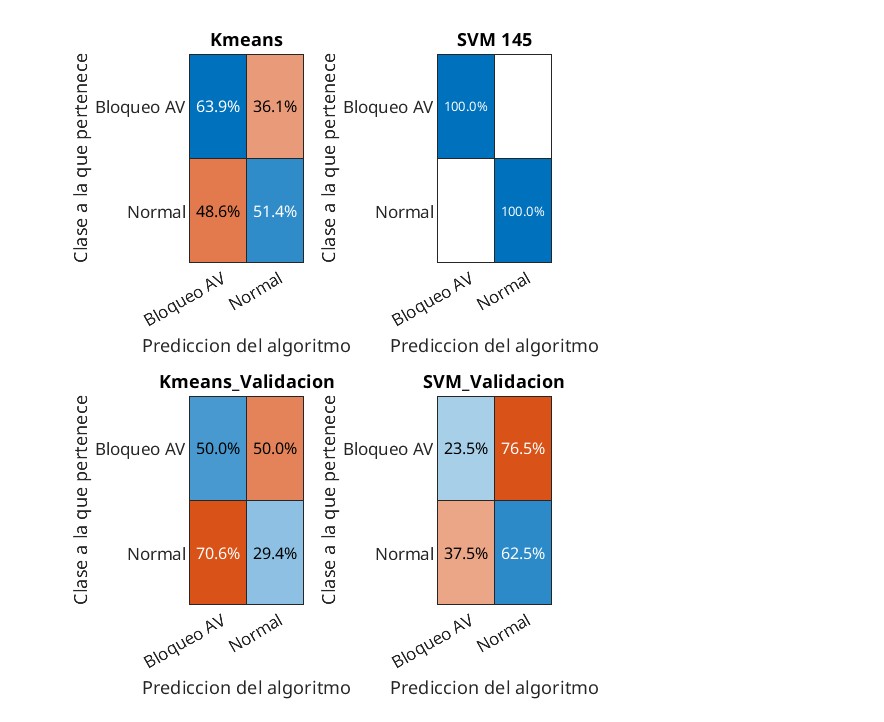 Kmeans
Clase a la que pertenece
Bloqueo AV
63.9%
36.1%
Normal
48.6%
51.4%
Bloqueo AV
Normal
Prediccion del algoritmo
SVM 145
Clase a la que pertenece
Bloqueo AV
100.0%
Normal
100.0%
Bloqueo AV
Normal
Prediccion del algoritmo
Kmeans_Validacion
Clase a la que pertenece
Bloqueo AV
50.0%
50.0%
Normal
70.6%
29.4%
Bloqueo AV
Normal
Prediccion del algoritmo
SVM_Validacion
Clase a la que pertenece
Bloqueo AV
23.5%
76.5%
Normal
37.5%
62.5%
Bloqueo AV
Normal
Prediccion del algoritmo